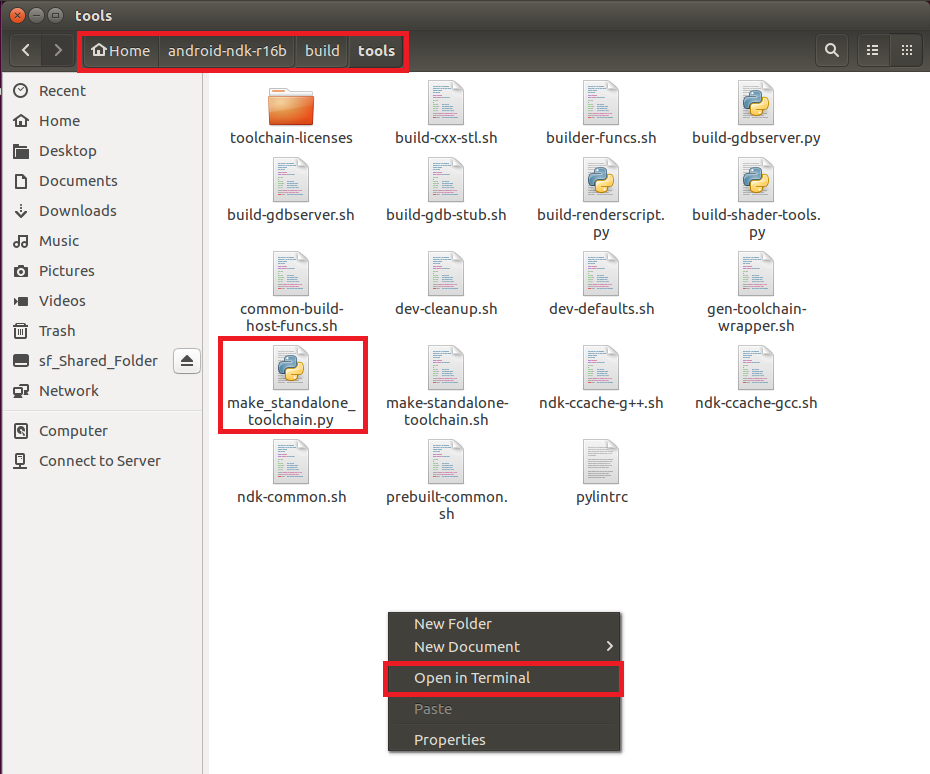 tools
Home
android-ndk-r16b
build
tools
Recent
Home
Desktop
Documents
Downloads
Music
Pictures
Videos
Trash
sf_Shared_Folder
Network
Computer
Connect to Server
toolchain-licenses
build-cxx-stl.sh
builder-funcs.sh
build-gdbserver.py
build-gdbserver.sh
build-gdb-stub.sh
build-renderscript.
py
build-shader-tools.
py
common-build-
host-funcs.sh
dev-cleanup.sh
dev-defaults.sh
gen-toolchain-
wrapper.sh
make_standalone_
toolchain.py
make-standalone-
toolchain.sh
ndk-ccache-g++.sh
ndk-ccache-gcc.sh
ndk-common.sh
prebuilt-common.
sh
pylintrc
New Folder
New Document
Open in Terminal
Paste
Properties